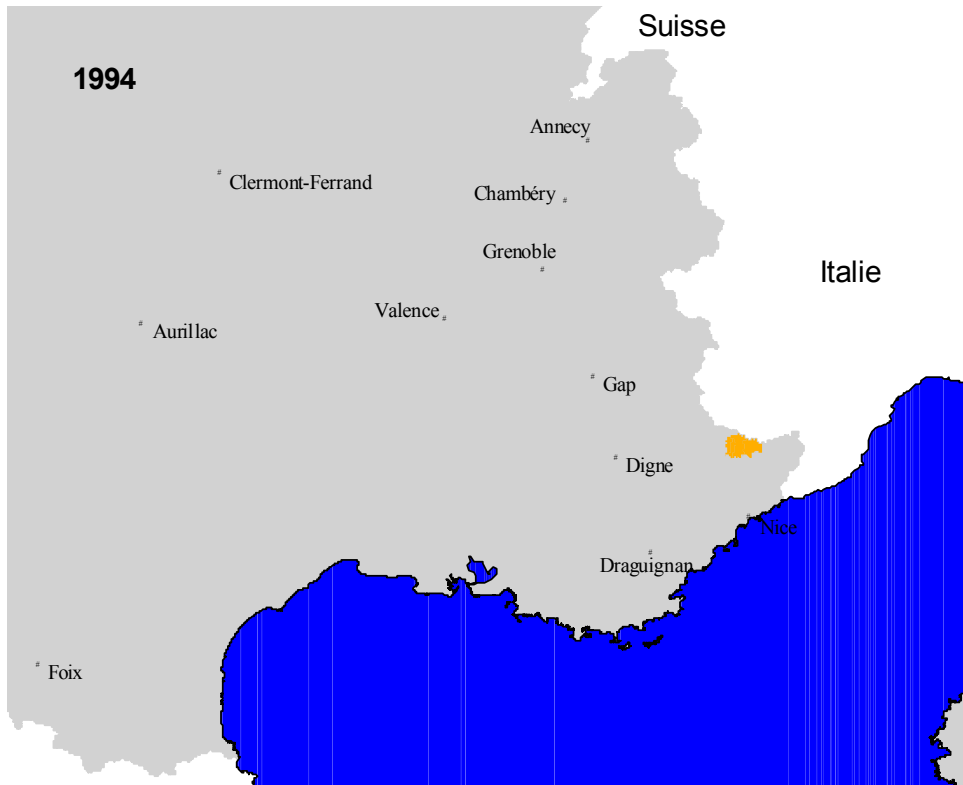 Suisse
1994
Annecy
Clermont-Ferrand
Chambéry
Grenoble
Italie
Valence
Aurillac
Gap
Digne
Nice
Draguignan
Foix